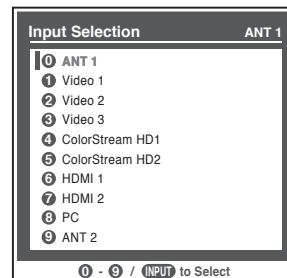 Input Selection ANT 1
0 ANT 1
1 Video 1
2 Video 2
3 Video 3
4 ColorStream HD1
5 ColorStream HD2
6 HDMI 1
7 HDMI 2
8 PC
9 ANT 2
0 - 9 / INPUT to Select